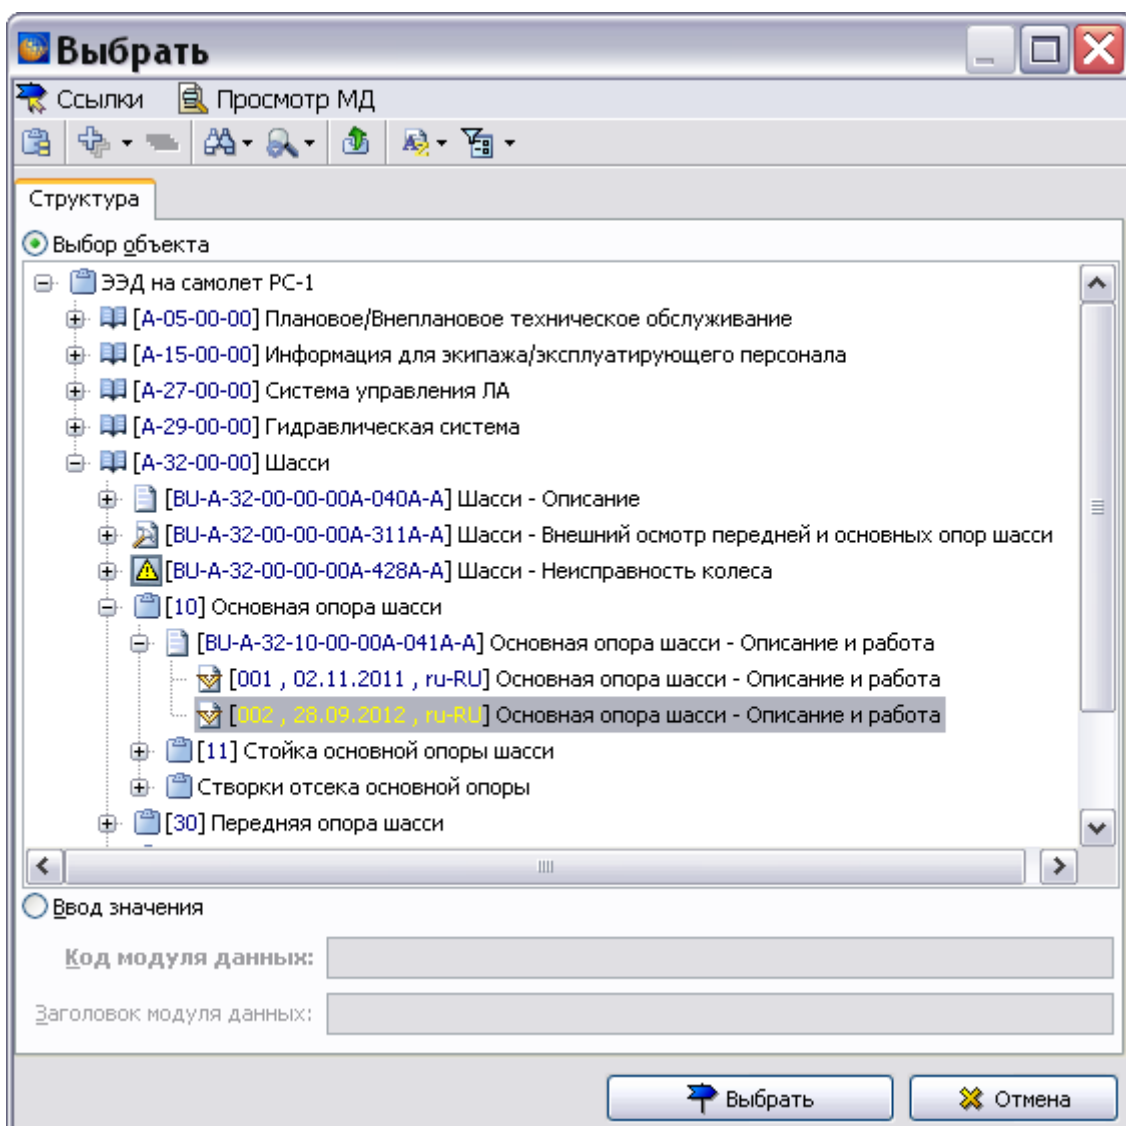 Выбрать
Ссылки Просмотр МД
Структура
Выбор объекта
ЭЭД на самолет РС-1
[A-05-00-00] Плановое/Внеплановое техническое обслуживание
[A-15-00-00] Информация для экипажа/эксплуатирующего персонала
[A-27-00-00] Система управления ЛА
[A-29-00-00] Гидравлическая система
[A-32-00-00] Шасси
[BU-A-32-00-00-00A-040A-A] Шасси - Описание
[BU-A-32-00-00-00A-311A-A] Шасси - Внешний осмотр передней и основных опор шасси
[BU-A-32-00-00-00A-428A-A] Шасси - Неисправность колеса
[10] Основная опора шасси
[BU-A-32-10-00-00A-041A-A] Основная опора шасси - Описание и работа
[001 , 02.11.2011 , ru-RU] Основная опора шасси - Описание и работа
[002 , 28.09.2012 , ru-RU] Основная опора шасси - Описание и работа
[11] Стойка основной опоры шасси
Створки отсека основной опоры
[30] Передняя опора шасси
Ввод значения
Код модуля данных:
Заголовок модуля данных:
Выбрать Отмена